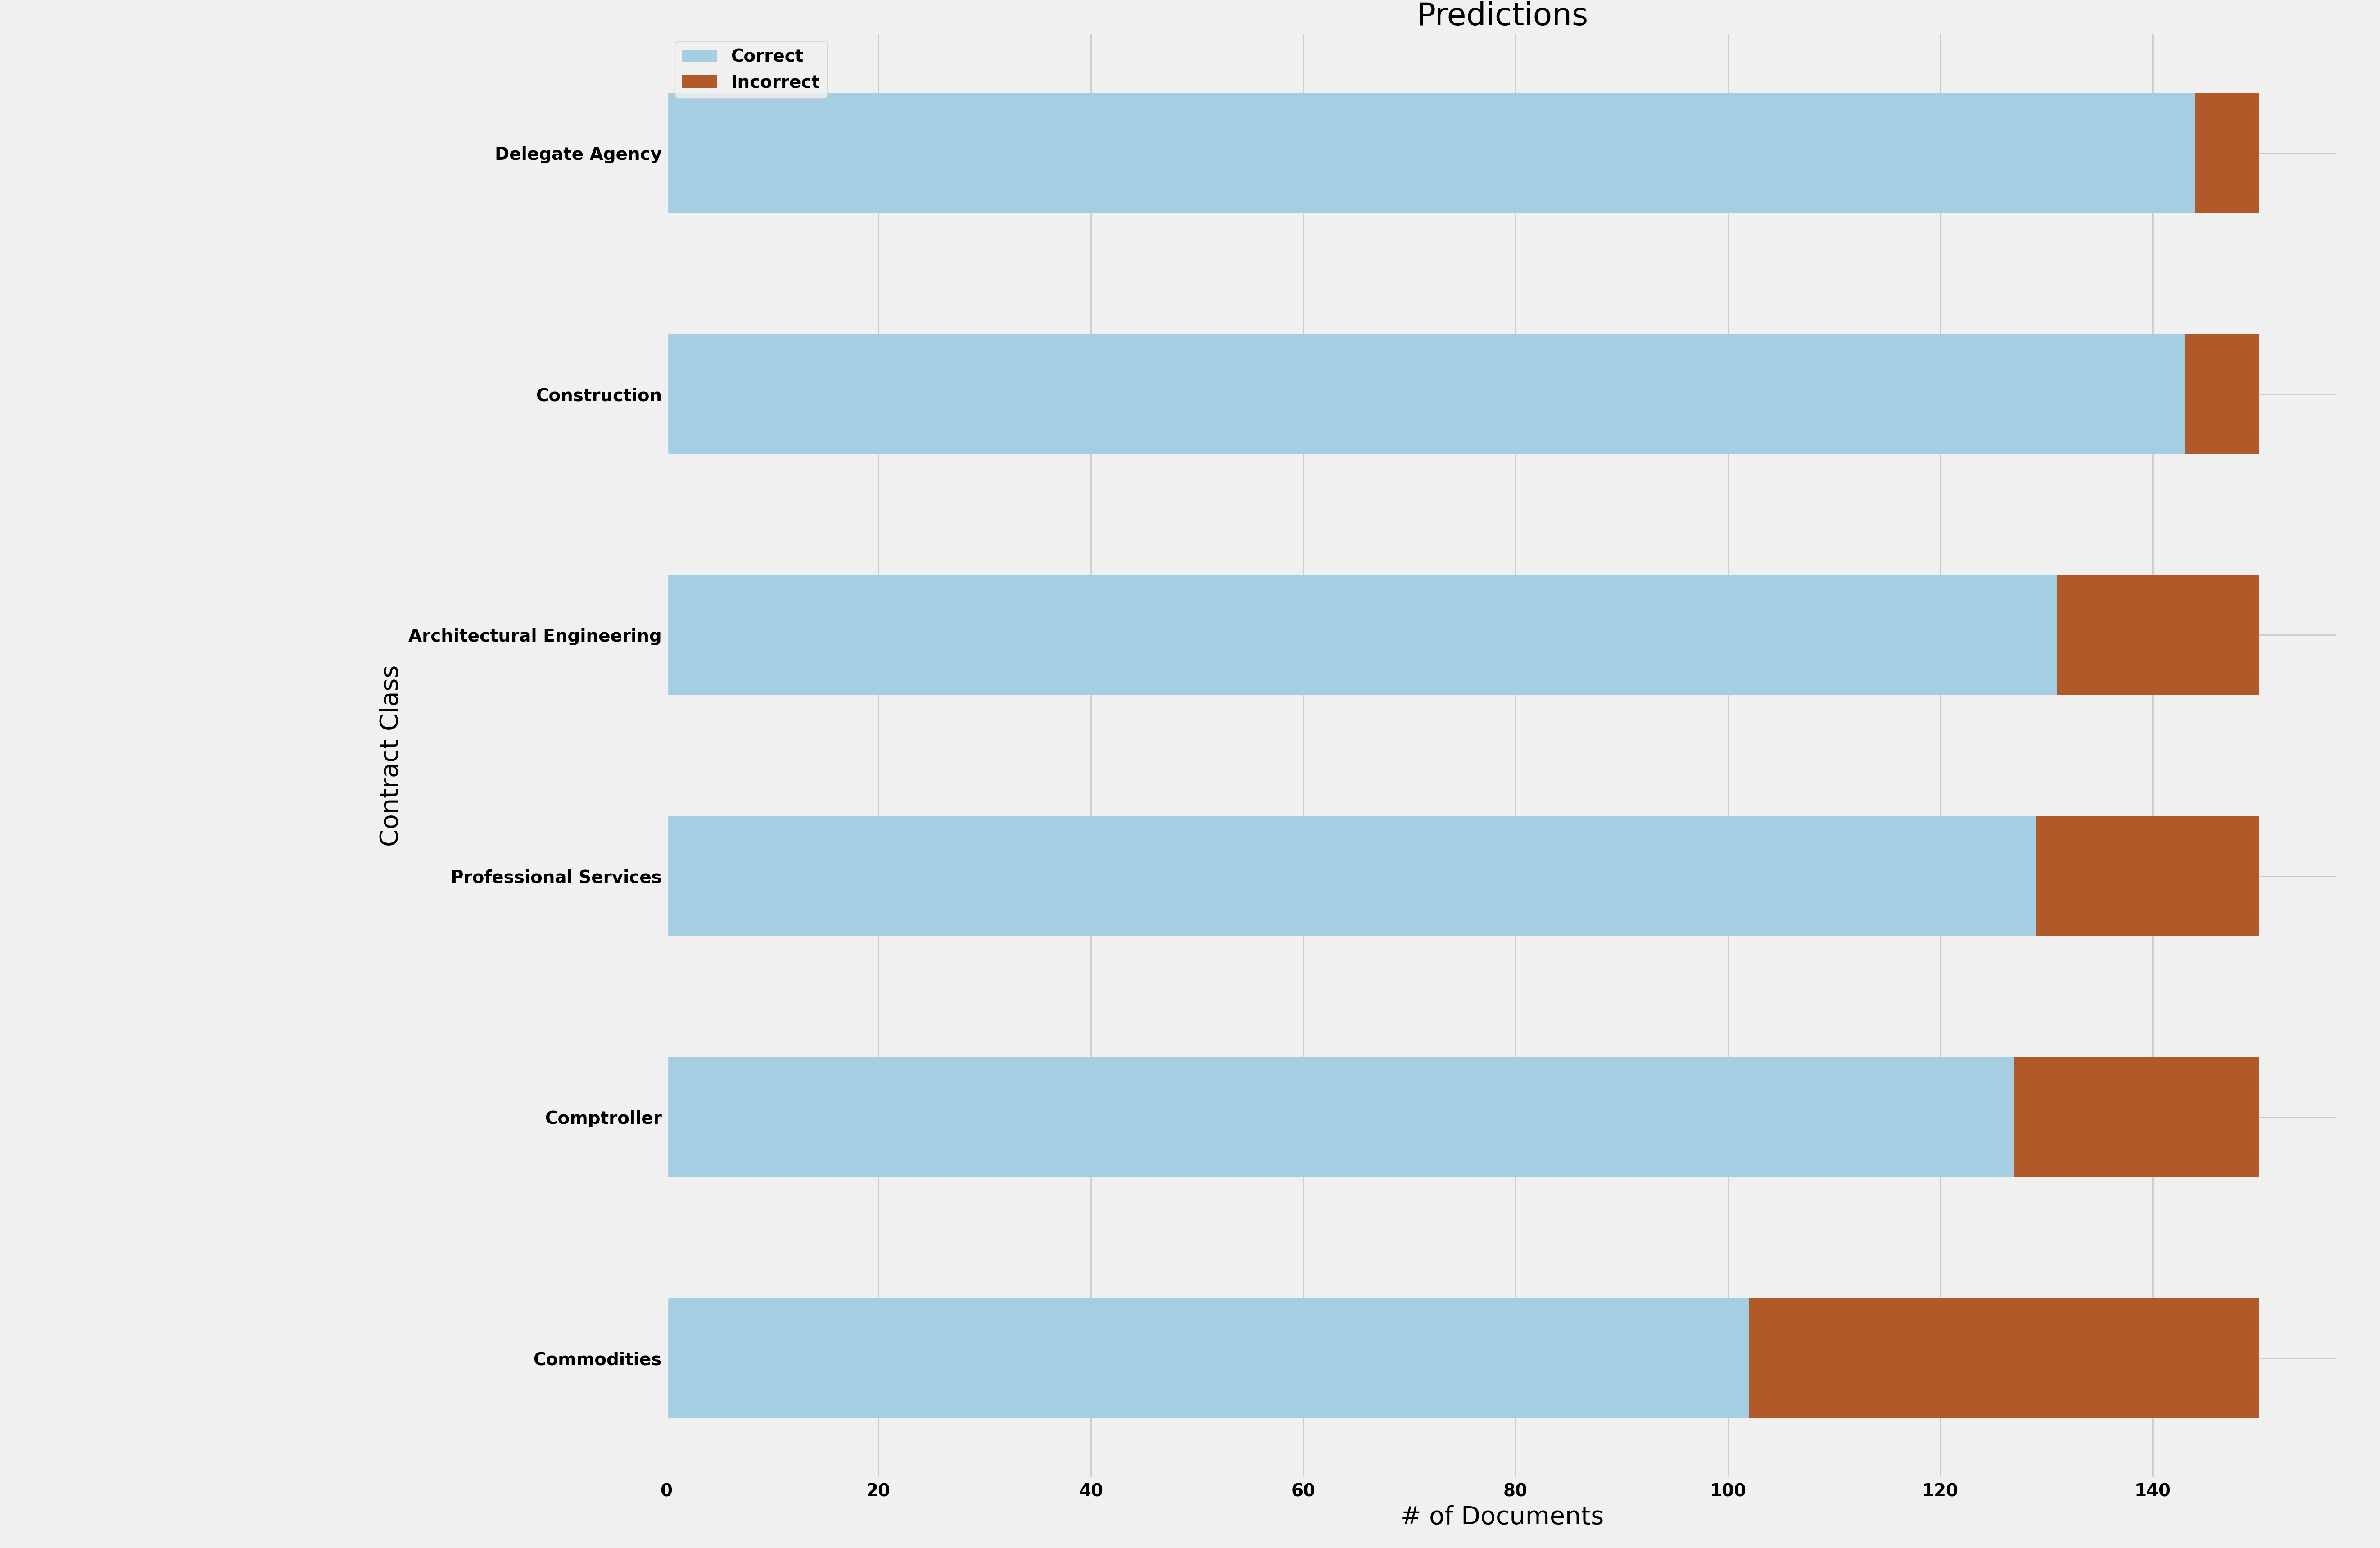 Predictions
Correct
Incorrect
Delegate Agency
Construction
Architectural Engineering
Contract Class
Professional Services
Comptroller
Commodities
0 20 40 60 80 100 120 140
# of Documents